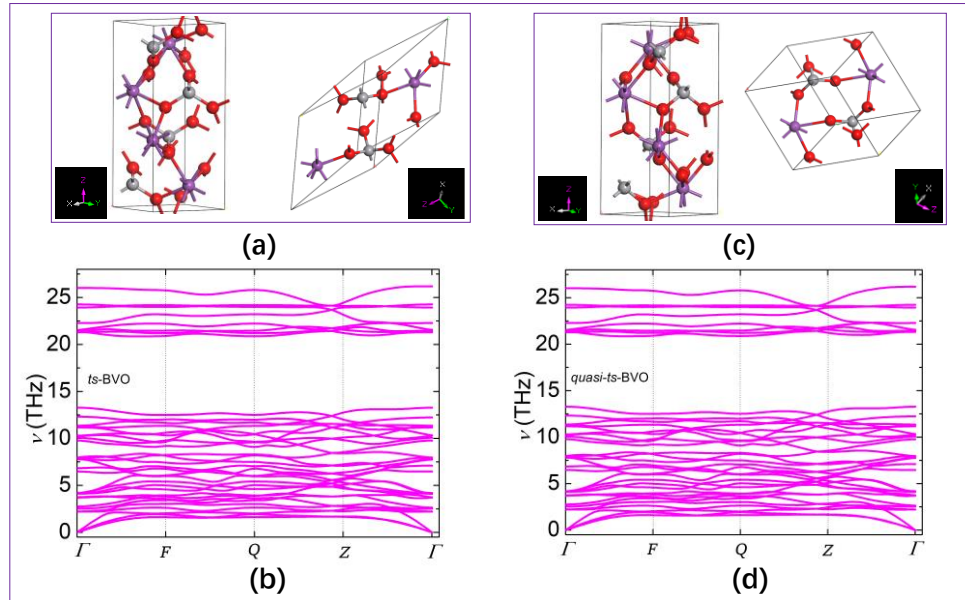 Z
X
Y
X
Z
Y
Z
X
Y
X
Y
Z
(a)
(c)
25
20
15
10
5
0
ν (THz)
ts-BVO
Γ
F
Q
Z
Γ
(b)
25
20
15
10
5
0
ν (THz)
quasi-ts-BVO
Γ
F
Q
Z
Γ
(d)